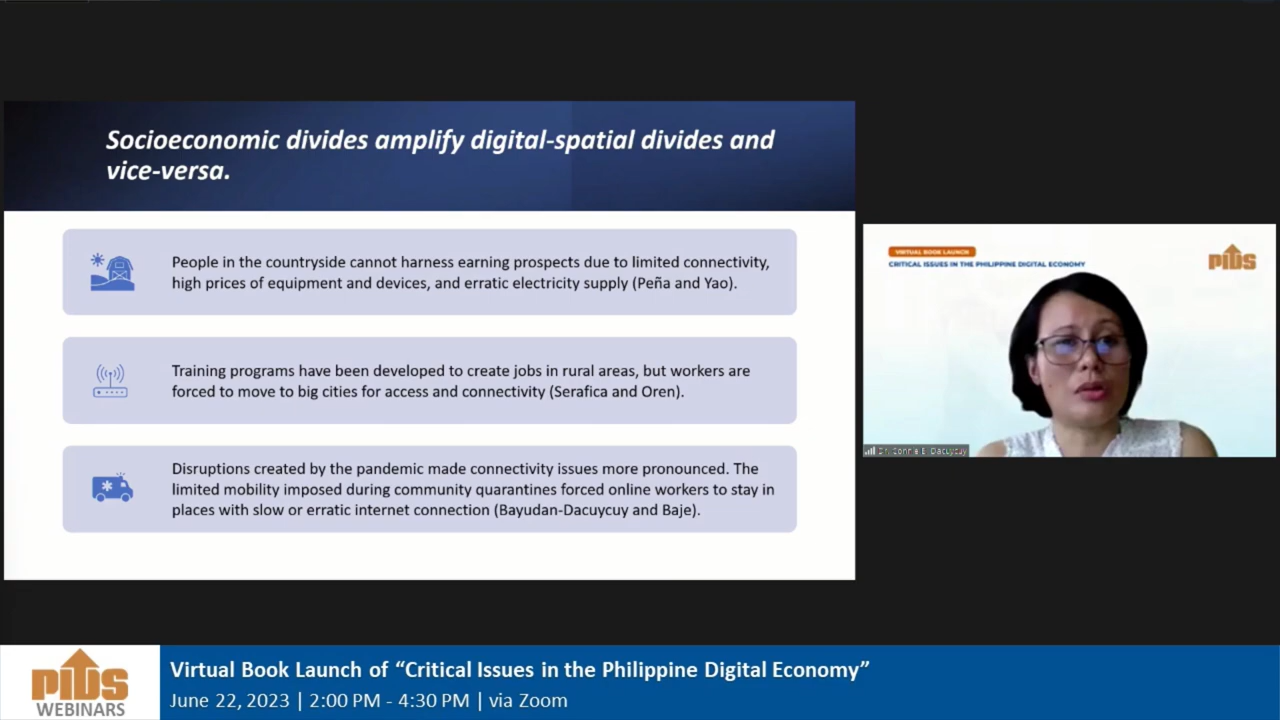 Socioeconomic divides amplify digital-spatial divides and
vice-versa.
People in the countryside cannot harness earning prospects due to limited connectivity,
high prices of equipment and devices, and erratic electricity supply (Peña and Yao).
Training programs have been developed to create jobs in rural areas, but workers are
forced to move to big cities for access and connectivity (Serafica and Oren).
Disruptions created by the pandemic made connectivity issues more pronounced. The
limited mobility imposed during community quarantines forced online workers to stay in
places with slow or erratic internet connection (Bayudan-Dacuycuy and Baje).
VIRTUAL BOOK LAUNCH
CRITICAL ISSUES IN THE PHILIPPINE DIGITAL ECONOMY
PIDS
Dr. Connie B. Dacuycuy
PIDS
WEBINARS
Virtual Book Launch of “Critical Issues in the Philippine Digital Economy”
June 22, 2023 | 2:00 PM - 4:30 PM | via Zoom